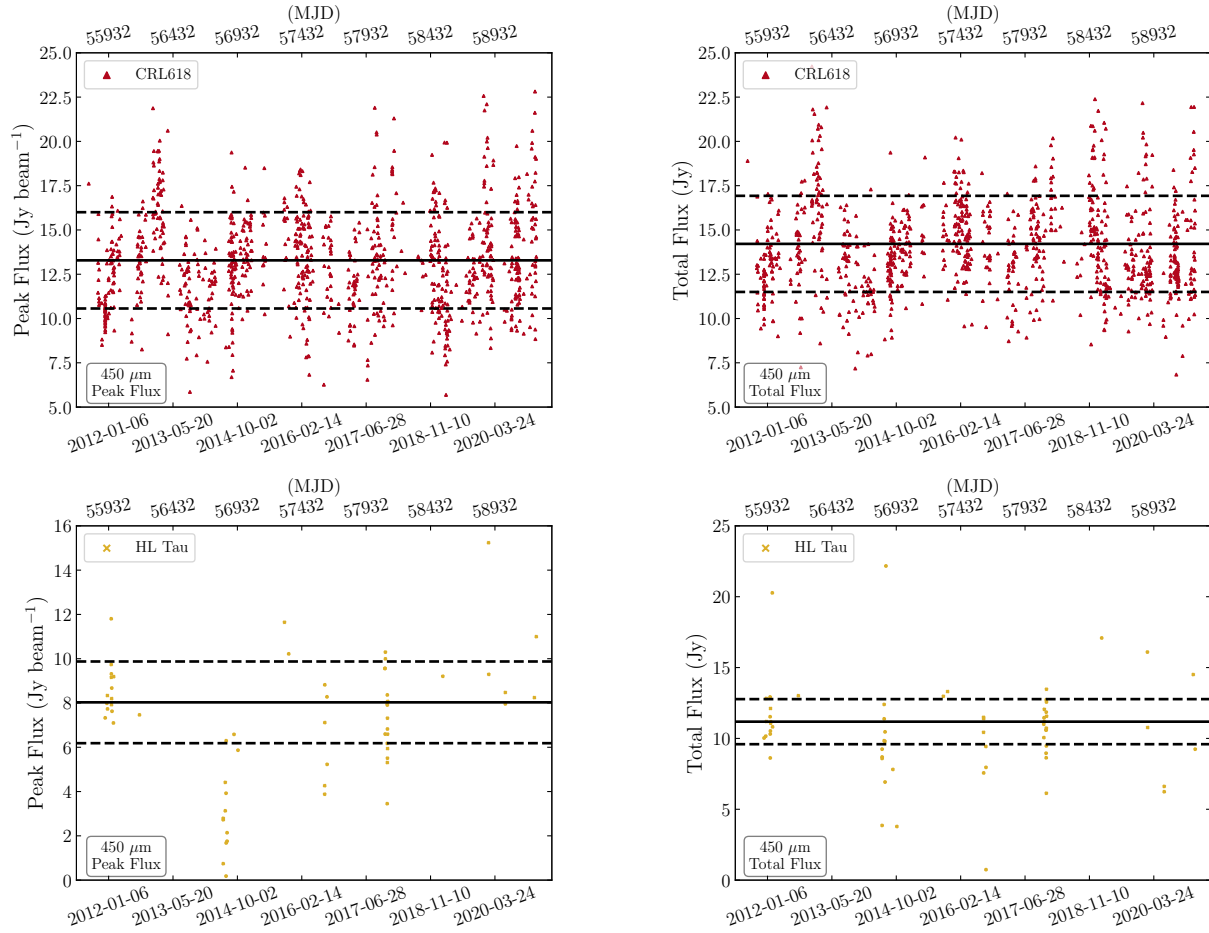 (MJD)
55932 56432 56932 57432 57932 58432 58932
25.0
22.5
20.0
17.5
15.0
12.5
10.0
7.5
5.0
Peak Flux (Jy beam⁻¹)
CRL618
450 μm
Peak Flux
2012-01-06 2013-05-20 2014-10-02 2016-02-14 2017-06-28 2018-11-10 2020-03-24
(MJD)
55932 56432 56932 57432 57932 58432 58932
25.0
22.5
20.0
17.5
15.0
12.5
10.0
7.5
5.0
Total Flux (Jy)
CRL618
450 μm
Total Flux
2012-01-06 2013-05-20 2014-10-02 2016-02-14 2017-06-28 2018-11-10 2020-03-24
(MJD)
55932 56432 56932 57432 57932 58432 58932
16
14
12
10
8
6
4
2
0
Peak Flux (Jy beam⁻¹)
HL Tau
450 μm
Peak Flux
2012-01-06 2013-05-20 2014-10-02 2016-02-14 2017-06-28 2018-11-10 2020-03-24
(MJD)
55932 56432 56932 57432 57932 58432 58932
25
20
15
10
5
0
Total Flux (Jy)
HL Tau
450 μm
Total Flux
2012-01-06 2013-05-20 2014-10-02 2016-02-14 2017-06-28 2018-11-10 2020-03-24